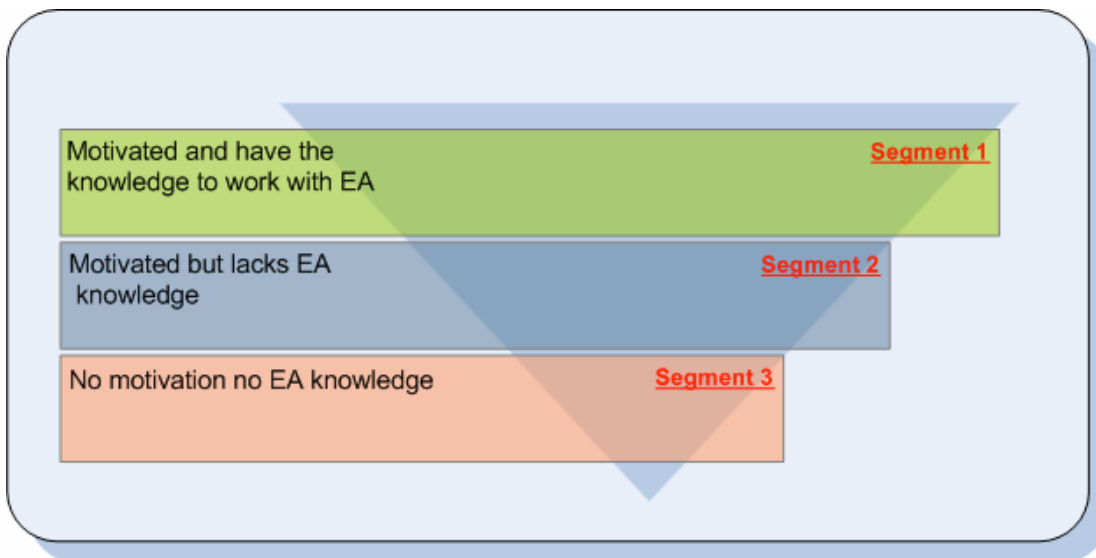 Motivated and have the
knowledge to work with EA
Segment 1
Motivated but lacks EA
knowledge
Segment 2
No motivation no EA knowledge
Segment 3